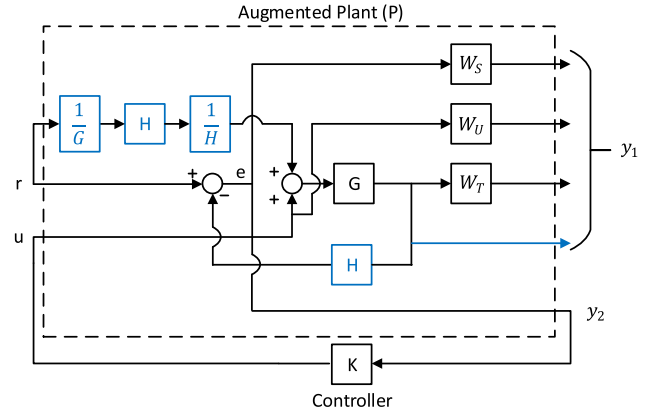 Augmented Plant (P)
W_S
1/G
H
1/H
W_U
y_1
+
e
+
r
−
+
G
W_T
u
H
y_2
K
Controller